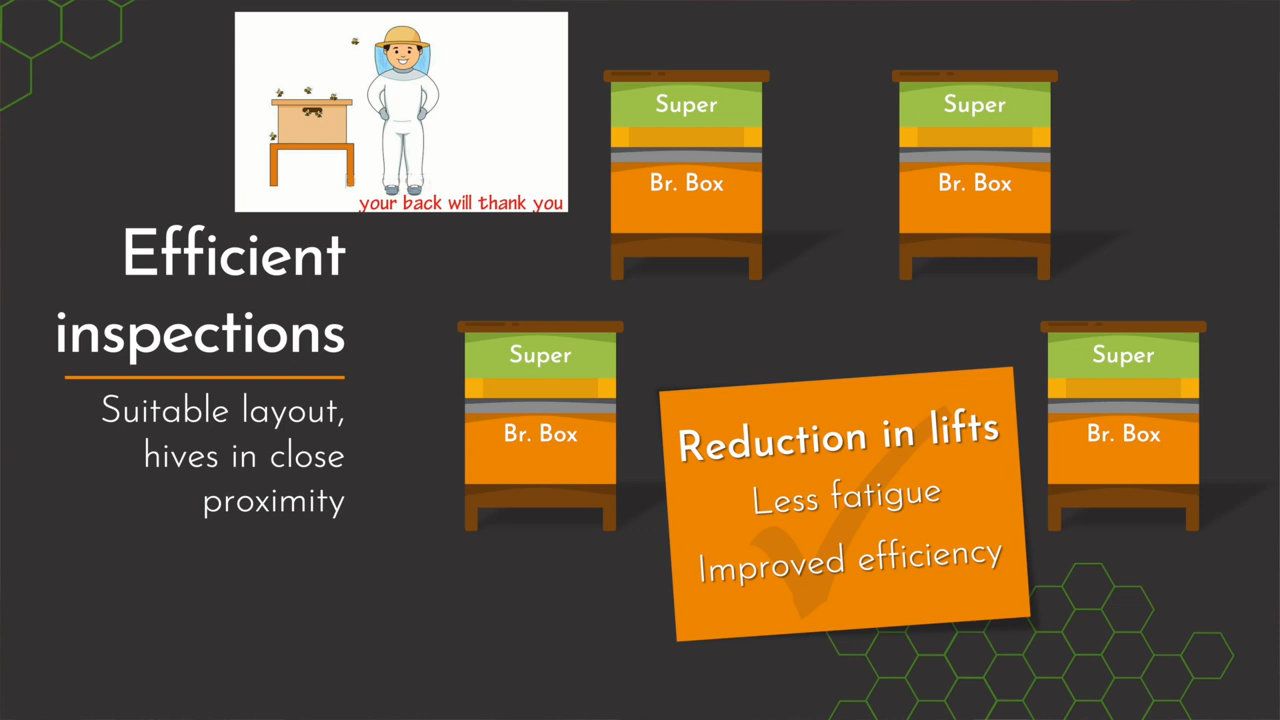 your back will thank you
Efficient
inspections
Suitable layout,
hives in close
proximity
Super
Br. Box
Super
Br. Box
Super
Br. Box
Super
Br. Box
Reduction in lifts
Less fatigue
Improved efficiency